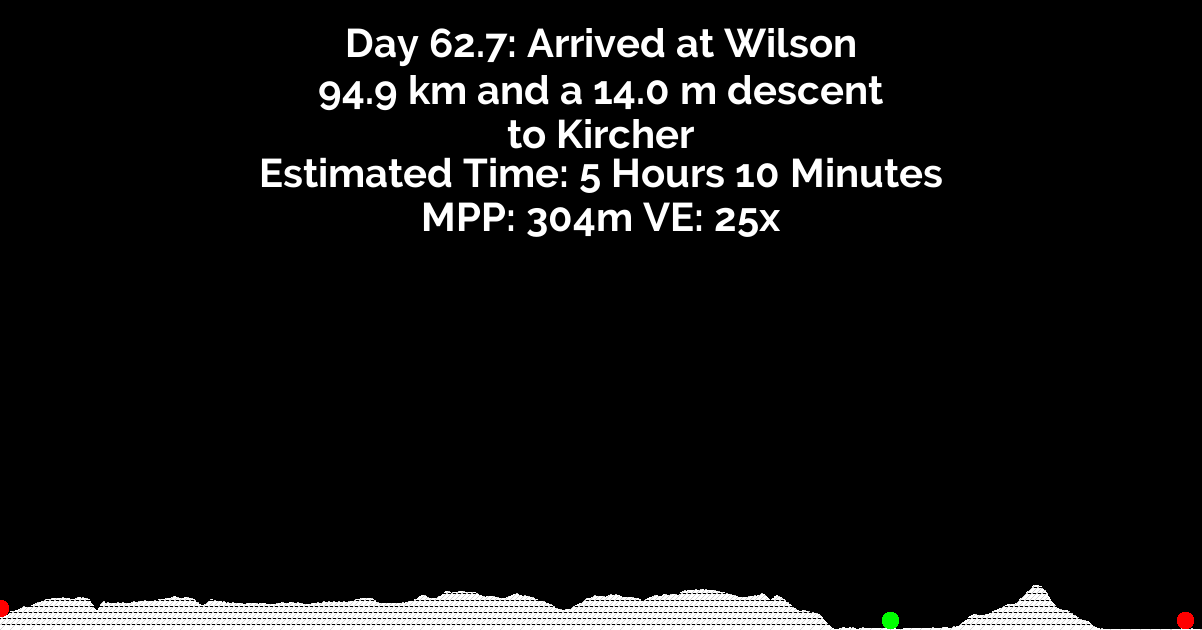 Day 62.7: Arrived at Wilson
94.9 km and a 14.0 m descent
to Kircher
Estimated Time: 5 Hours 10 Minutes
MPP: 304m VE: 25x